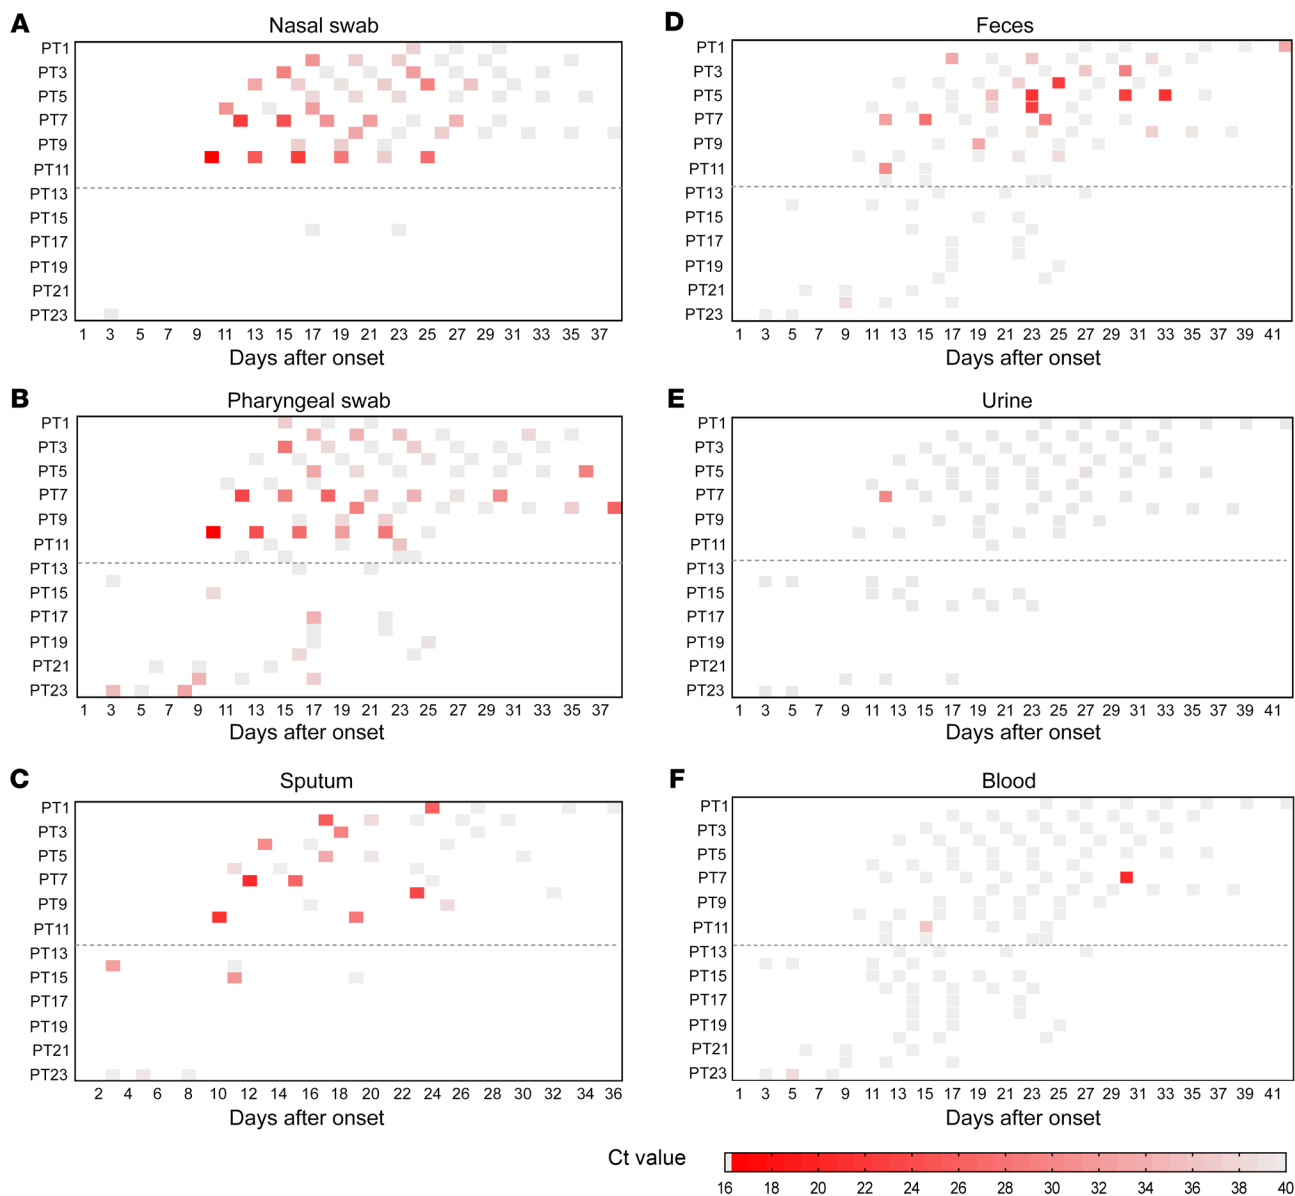 A
Nasal swab
PT1
PT3
PT5
PT7
PT9
PT11
PT13
PT15
PT17
PT19
PT21
PT23
1 3 5 7 9 11 13 15 17 19 21 23 25 27 29 31 33 35 37
Days after onset
B
Pharyngeal swab
PT1
PT3
PT5
PT7
PT9
PT11
PT13
PT15
PT17
PT19
PT21
PT23
1 3 5 7 9 11 13 15 17 19 21 23 25 27 29 31 33 35 37
Days after onset
C
Sputum
PT1
PT3
PT5
PT7
PT9
PT11
PT13
PT15
PT17
PT19
PT21
PT23
2 4 6 8 10 12 14 16 18 20 22 24 26 28 30 32 34 36
Days after onset
D
Feces
PT1
PT3
PT5
PT7
PT9
PT11
PT13
PT15
PT17
PT19
PT21
PT23
1 3 5 7 9 11 13 15 17 19 21 23 25 27 29 31 33 35 37 39 41
Days after onset
E
Urine
PT1
PT3
PT5
PT7
PT9
PT11
PT13
PT15
PT17
PT19
PT21
PT23
1 3 5 7 9 11 13 15 17 19 21 23 25 27 29 31 33 35 37 39 41
Days after onset
F
Blood
PT1
PT3
PT5
PT7
PT9
PT11
PT13
PT15
PT17
PT19
PT21
PT23
1 3 5 7 9 11 13 15 17 19 21 23 25 27 29 31 33 35 37 39 41
Days after onset
Ct value
16 18 20 22 24 26 28 30 32 34 36 38 40